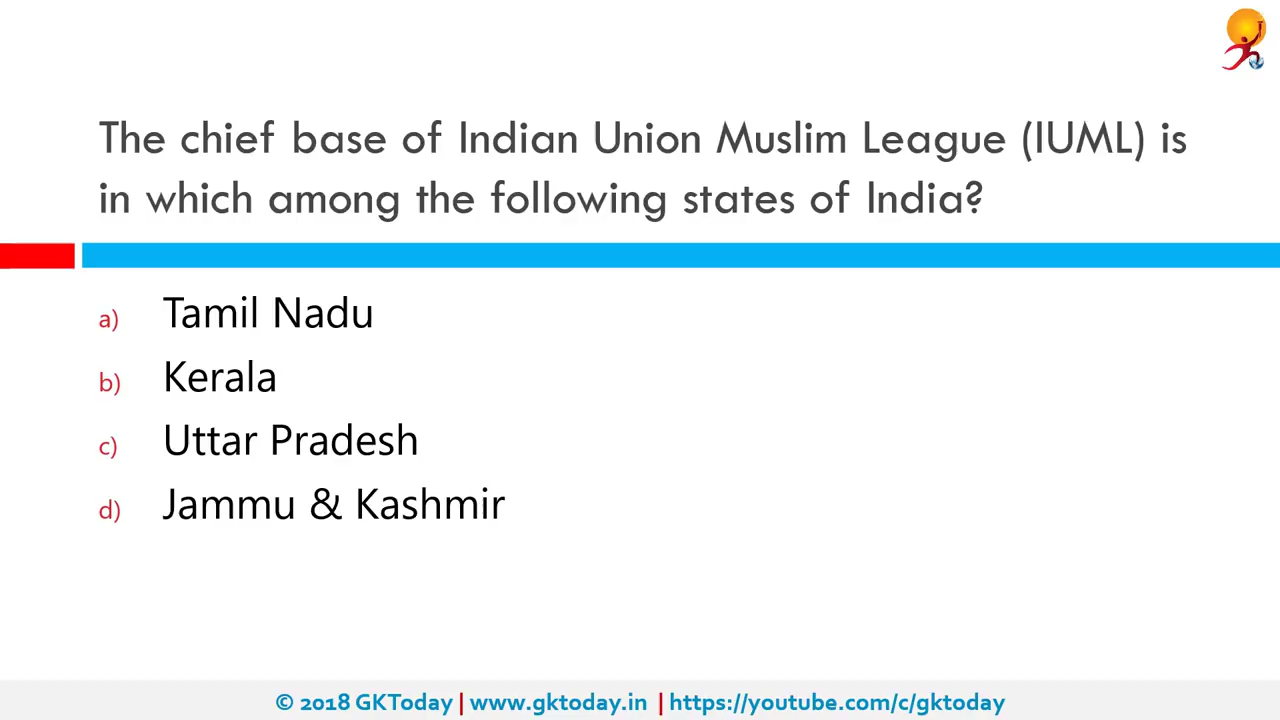 The chief base of Indian Union Muslim League (IUML) is
in which among the following states of India?
a) Tamil Nadu
b) Kerala
c) Uttar Pradesh
d) Jammu & Kashmir
© 2018 GKToday | www.gktoday.in | https://youtube.com/c/gktoday